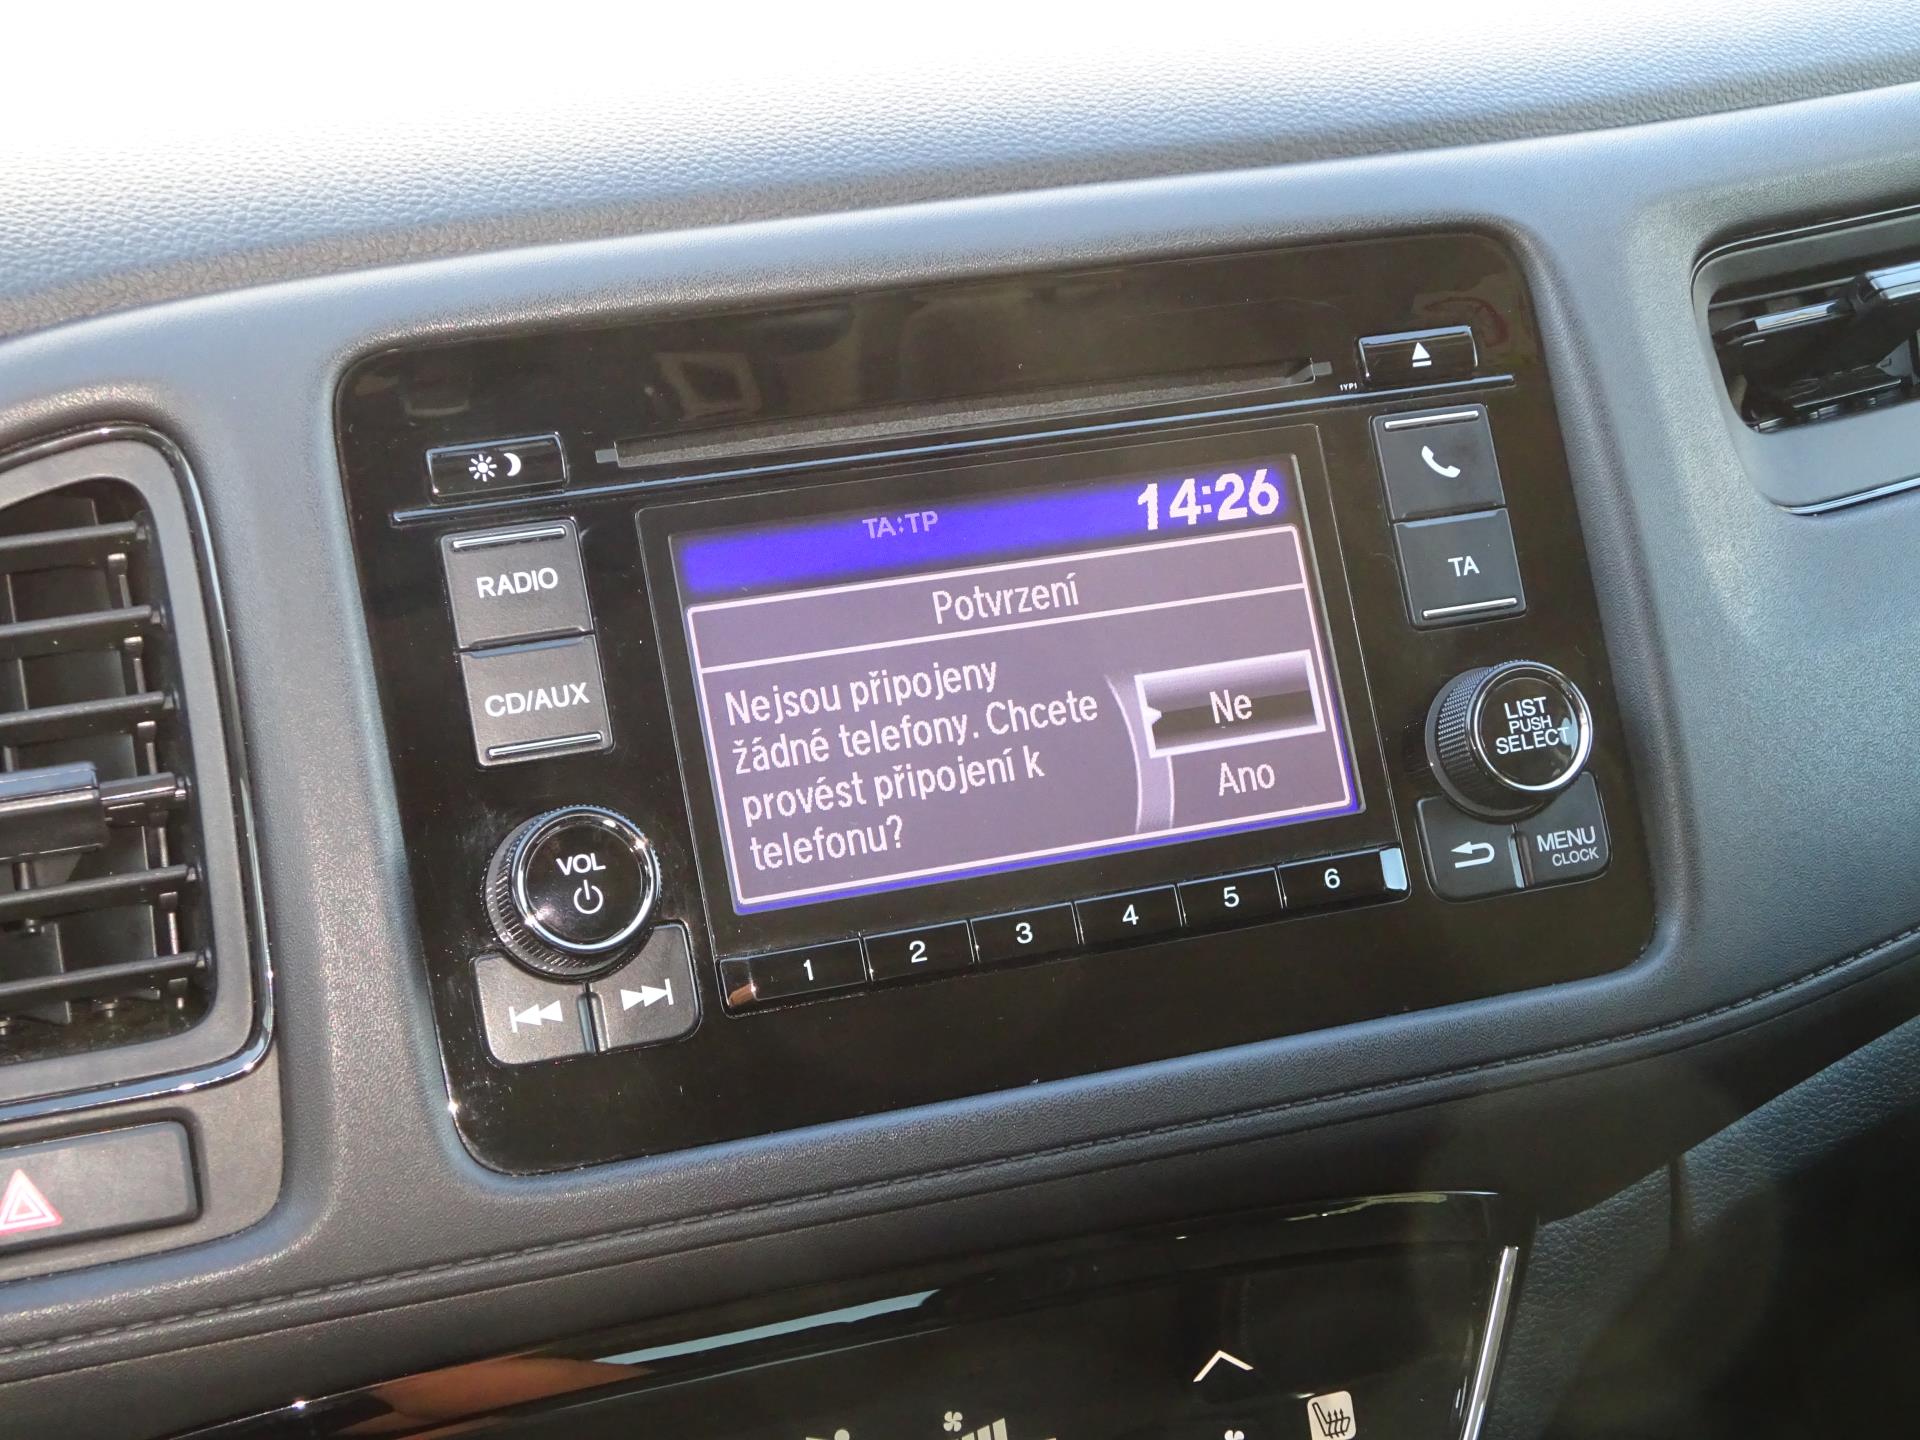 1YP1
TA:TP 14:26
RADIO
TA
Potvrzení
Nejsou připojeny
žádné telefony. Chcete
provést připojení k
telefonu?
Ne
Ano
CD/AUX
LIST
PUSH
SELECT
VOL
MENU
CLOCK
1 2 3 4 5 6